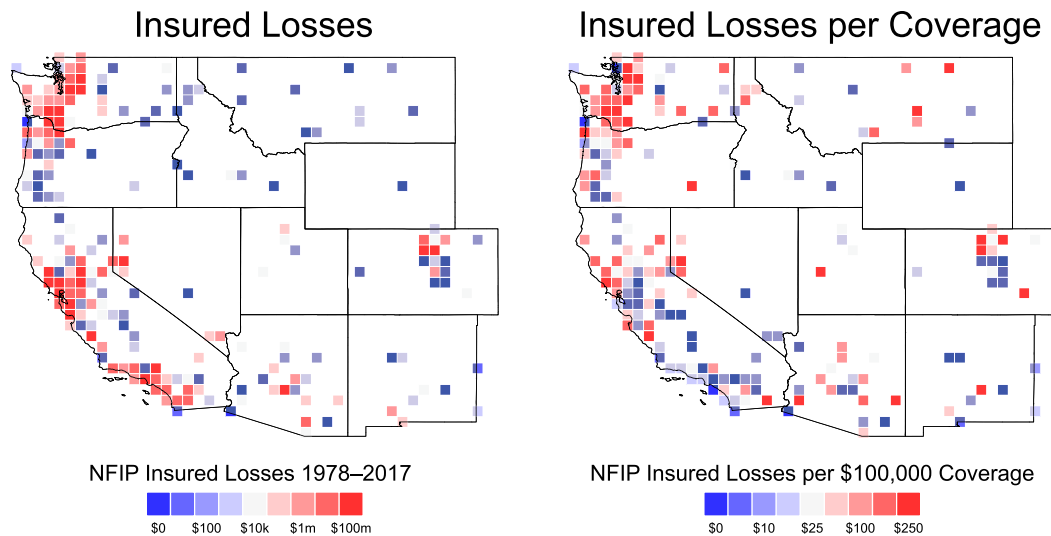 Insured Losses
Insured Losses per Coverage
NFIP Insured Losses 1978–2017
$0 $100 $10k $1m $100m
NFIP Insured Losses per $100,000 Coverage
$0 $10 $25 $100 $250